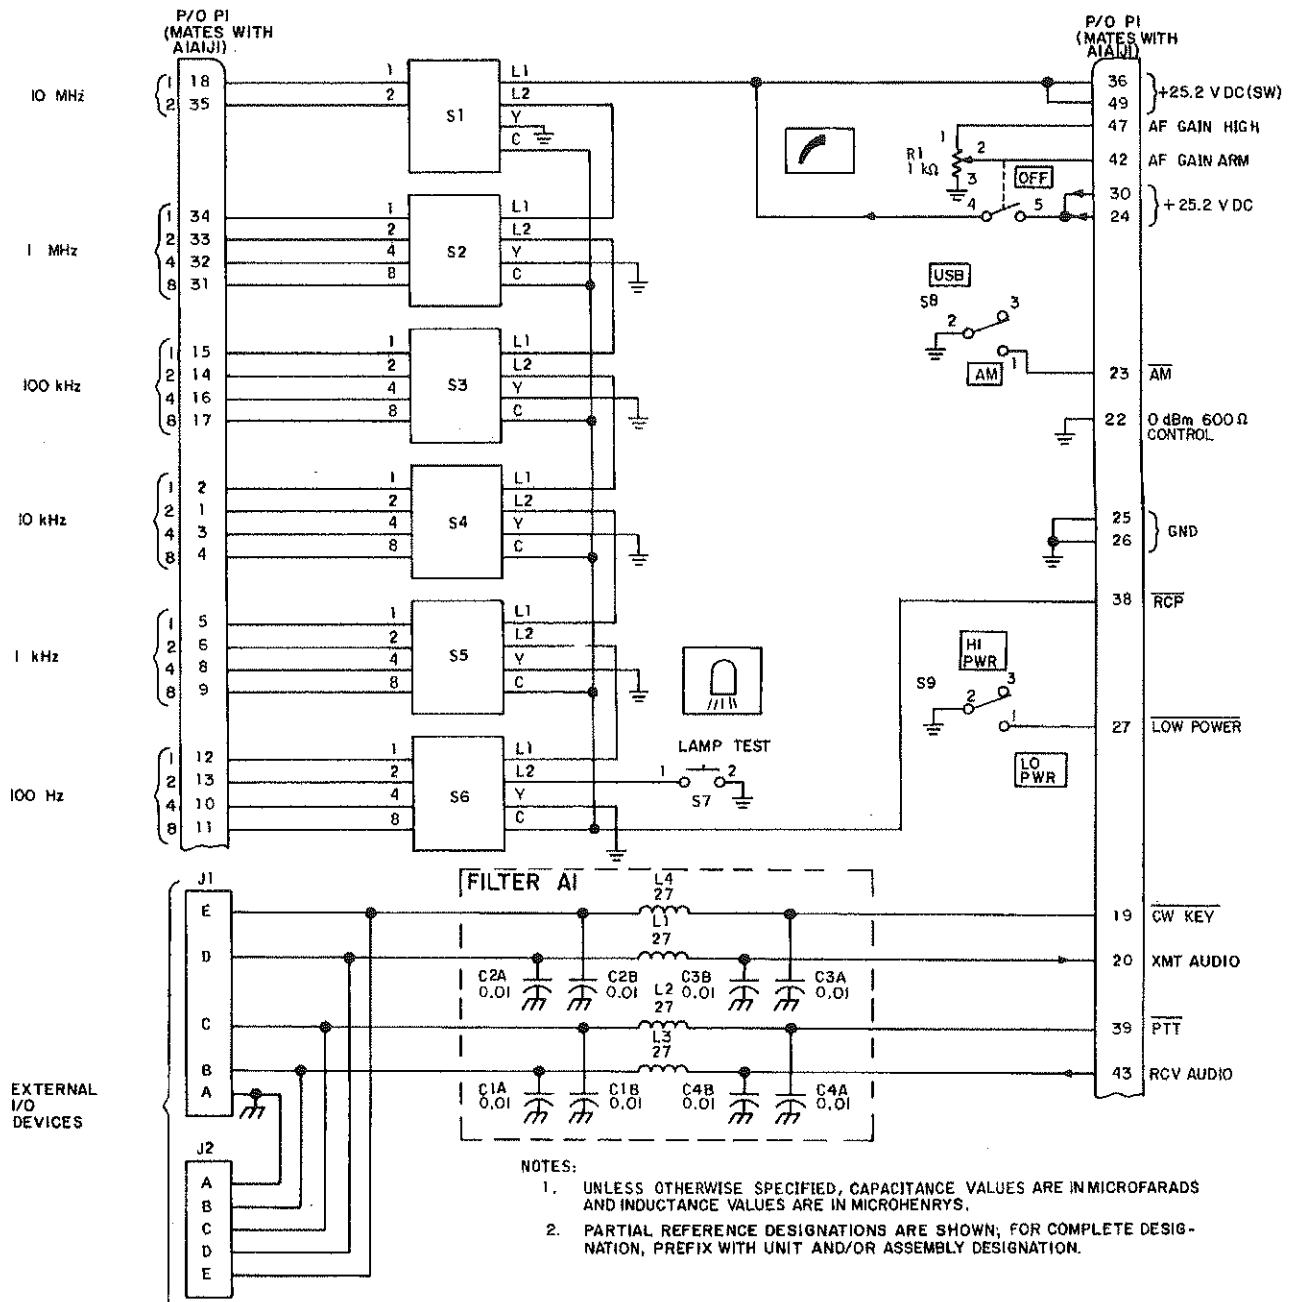 P/O P1
(MATES WITH
A1A1J1)
P/O P1
(MATES WITH
A1A1J1)
10 MHz
1 18 1 S1 L1
2 35 2 L2
Y
C
1 MHz
1 34 1 S2 L1
2 33 2 L2
4 32 4 Y
8 31 8 C
100 kHz
1 15 1 S3 L1
2 14 2 L2
4 16 4 Y
8 17 8 C
10 kHz
1 2 1 S4 L1
2 1 2 L2
4 3 4 Y
8 4 8 C
1 kHz
1 5 1 S5 L1
2 6 2 L2
4 8 4 Y
8 9 8 C
100 Hz
1 12 1 S6 L1
2 13 2 L2
4 10 4 Y
8 11 8 C
LAMP TEST
1 2
S7
36
49
+25.2 V DC (SW)
47 AF GAIN HIGH
42 AF GAIN ARM
R1
1 kΩ
1
2
3
OFF
4 5
30
24
+25.2 V DC
USB
S8
2 3
1
AM
23 AM
22 0 dBm 600 Ω
CONTROL
25
26
GND
38 RCP
HI
PWR
S9
2 3
1
27 LOW POWER
LO
PWR
FILTER A1
J1
E
D
C
B
A
L4
27
L1
27
C2A
0.01
C2B
0.01
C3B
0.01
C3A
0.01
L2
27
L3
27
C1A
0.01
C1B
0.01
C4B
0.01
C4A
0.01
19 CW KEY
20 XMT AUDIO
39 PTT
43 RCV AUDIO
EXTERNAL
I/O
DEVICES
J2
A
B
C
D
E
NOTES:
1. UNLESS OTHERWISE SPECIFIED, CAPACITANCE VALUES ARE IN MICROFARADS
AND INDUCTANCE VALUES ARE IN MICROHENRYS.
2. PARTIAL REFERENCE DESIGNATIONS ARE SHOWN; FOR COMPLETE DESIG-
NATION, PREFIX WITH UNIT AND/OR ASSEMBLY DESIGNATION.